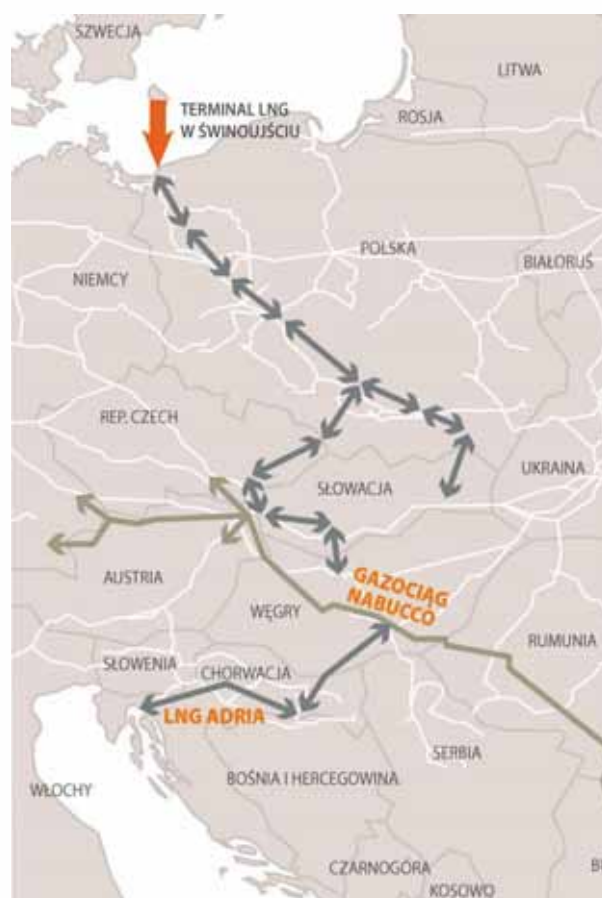 SZWECJA
LITWA
TERMINAL LNG
W ŚWINOUJŚCIU
ROSJA
POLSKA
BIAŁORUŚ
NIEMCY
REP. CZECH
UKRAINA
SŁOWACJA
AUSTRIA
GAZOCIĄG
NABUCCO
WĘGRY
RUMUNIA
SŁOWENIA
CHORWACJA
LNG ADRIA
SERBIA
BOŚNIA I HERCEGOWINA
WŁOCHY
CZARNOGÓRA
KOSOWO